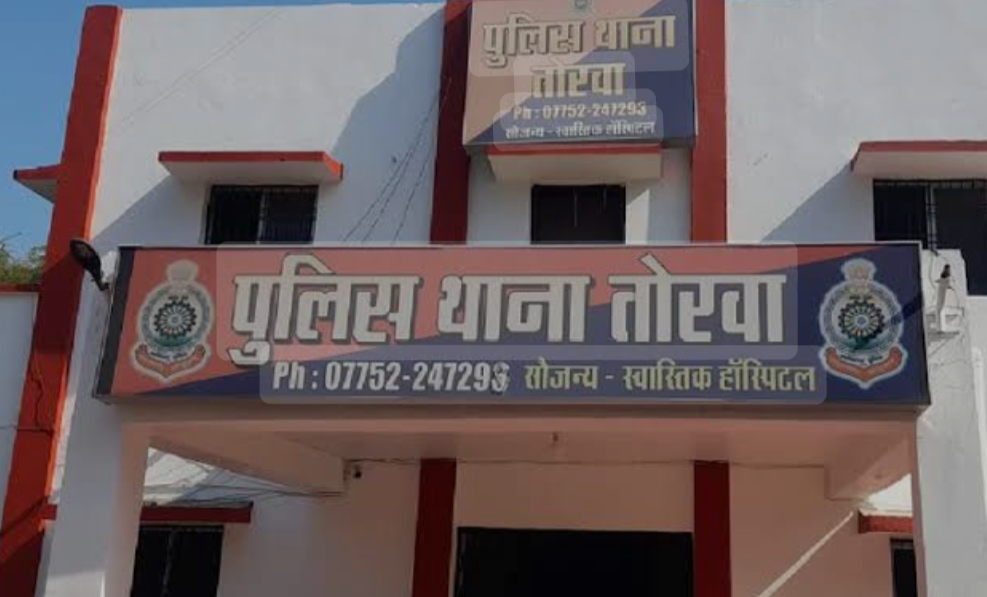 पुलिस थाना
तोरवा
Ph : 07752-247293
सौजन्य - स्वास्तिक हॉस्पिटल
पुलिस थाना तोरवा
Ph : 07752-247293 सौजन्य - स्वास्तिक हॉस्पिटल